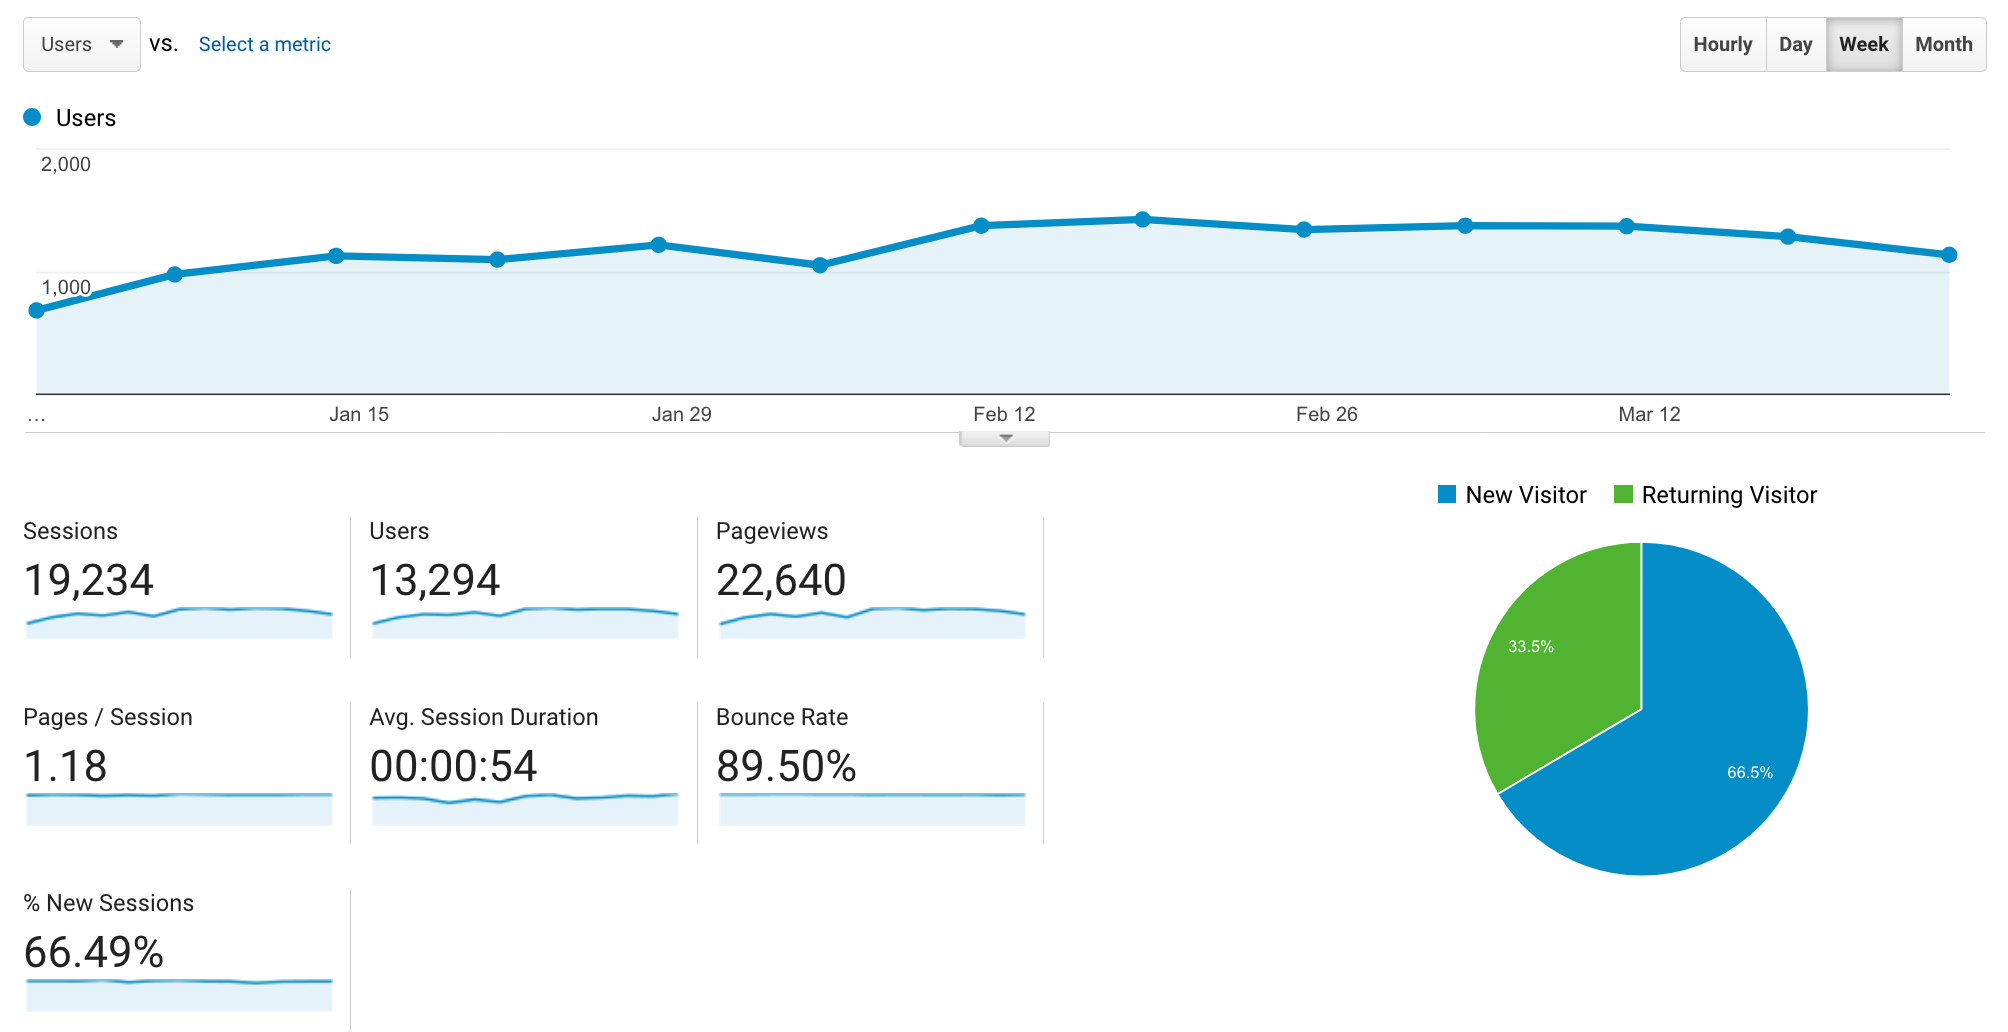 Users vs. Select a metric Hourly Day Week Month
Users
2,000
1,000
... Jan 15 Jan 29 Feb 12 Feb 26 Mar 12
New Visitor Returning Visitor
Sessions Users Pageviews
19,234 13,294 22,640
33.5%
Pages / Session Avg. Session Duration Bounce Rate
1.18 00:00:54 89.50%
66.5%
% New Sessions
66.49%